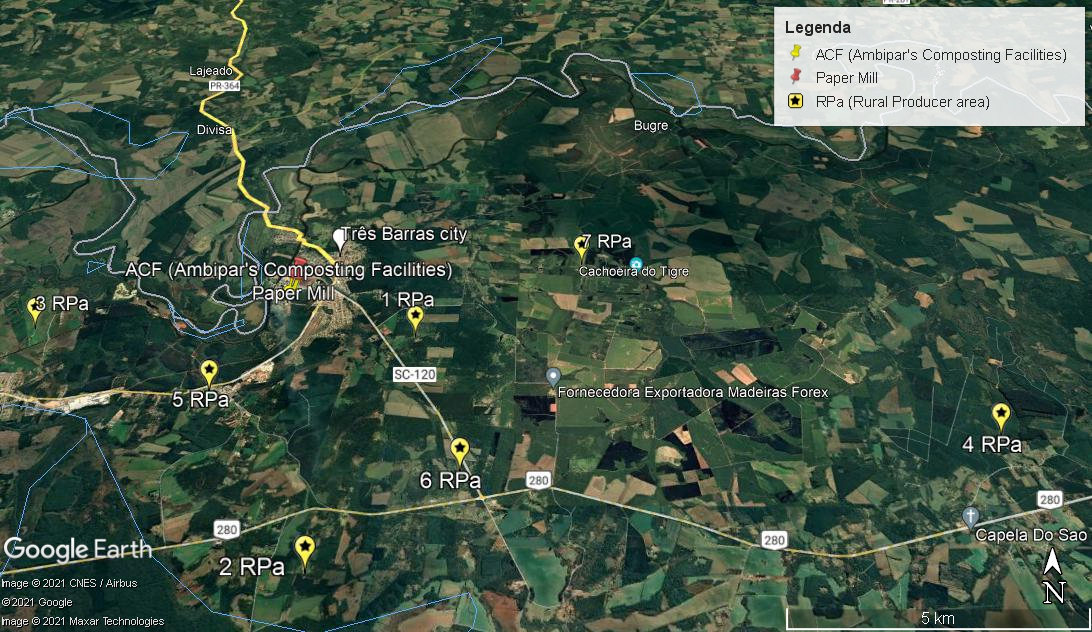 PR-281
Legenda
ACF (Ambipar's Composting Facilities)
Paper Mill
RPa (Rural Producer area)
Lajeado
PR-364
Divisa
Bugre
Três Barras city
7 RPa
ACF (Ambipar's Composting Facilities)
Cachoeira do Tigre
Paper Mill
1 RPa
3 RPa
SC-120
Fornecedora Exportadora Madeiras Forex
5 RPa
4 RPa
6 RPa
280
280
280
280
Capela Do Sao
Google Earth
2 RPa
Image © 2021 CNES / Airbus
©2021 Google
Image © 2021 Maxar Technologies
N
5 km